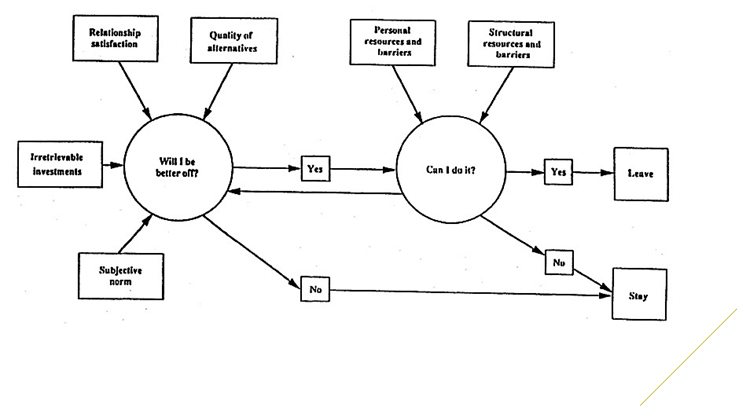 Relationship
satisfaction
Quality of
alternatives
Personal
resources and
barriers
Structural
resources and
barriers
Irretrievable
investments
Will I be
better off?
Yes
Can I do it?
Yes
Leave
Subjective
norm
No
No
Stay